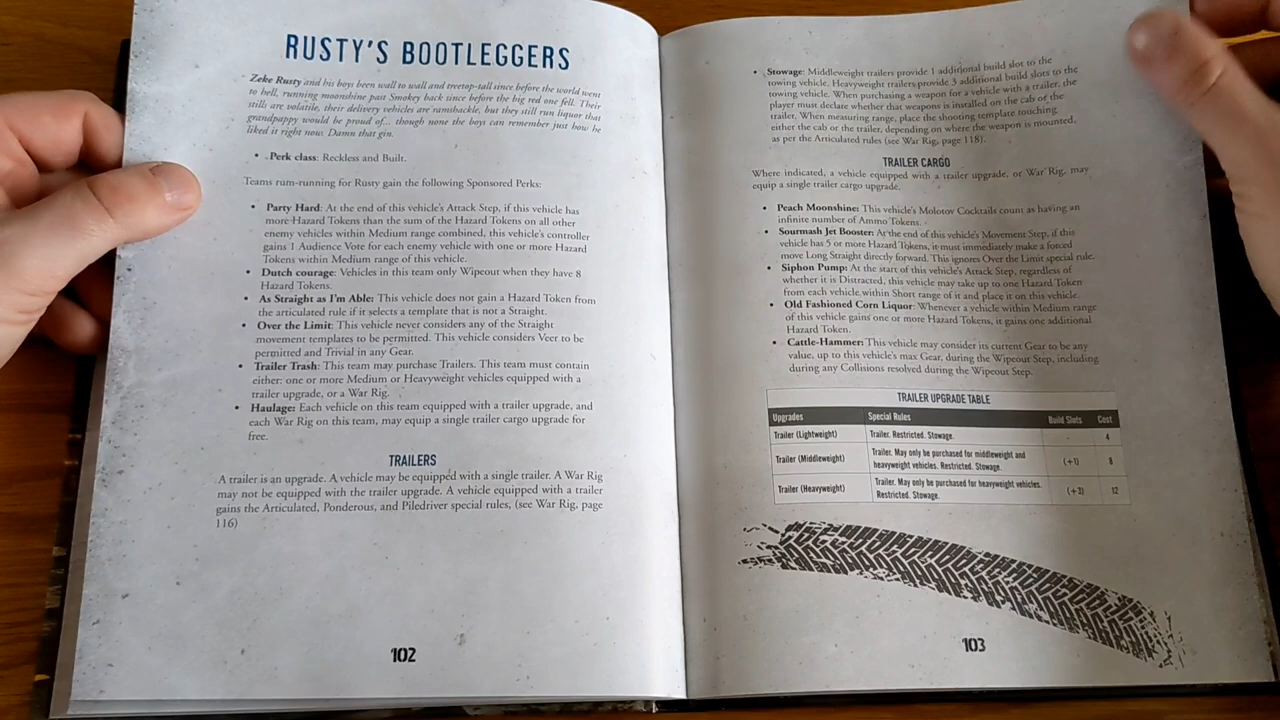 RUSTY'S BOOTLEGGERS
Zeke Rusty and his boys been wall to wall and treetop-tall since before the world went
to hell, running moonshine past Smokey back since before the big red one fell. Their
stills are volatile, their delivery vehicles are ramshackle, but they still run liquor that
grandpappy would be proud of... though none the boys can remember just how he
liked it right now. Damn that gin.
• Perk class: Reckless and Built.
Teams rum-running for Rusty gain the following Sponsored Perks:
• Party Hard: At the end of this vehicle's Attack Step, if this vehicle has
more Hazard Tokens than the sum of the Hazard Tokens on all other
enemy vehicles within Medium range combined, this vehicle's controller
gains 1 Audience Vote for each enemy vehicle with one or more Hazard
Tokens within Medium range of this vehicle.
• Dutch courage: Vehicles in this team only Wipeout when they have 8
Hazard Tokens.
• As Straight as I'm Able: This vehicle does not gain a Hazard Token from
the articulated rule if it selects a template that is not a Straight.
• Over the Limit: This vehicle never considers any of the Straight
movement templates to be permitted. This vehicle considers Veer to be
permitted and Trivial in any Gear.
• Trailer Trash: This team may purchase Trailers. This team must contain
either: one or more Medium or Heavyweight vehicles equipped with a
trailer upgrade, or a War Rig.
• Haulage: Each vehicle on this team equipped with a trailer upgrade, and
each War Rig on this team, may equip a single trailer cargo upgrade for
free.
TRAILERS
A trailer is an upgrade. A vehicle may be equipped with a single trailer. A War Rig
may not be equipped with the trailer upgrade. A vehicle equipped with a trailer
gains the Articulated, Ponderous, and Piledriver special rules, (see War Rig, page
116)
102
• Stowage: Middleweight trailers provide 1 additional build slot to the
towing vehicle. Heavyweight trailers provide 3 additional build slots to the
towing vehicle. When purchasing a weapon for a vehicle with a trailer, the
player must declare whether that weapons is installed on the cab of the
trailer. When measuring range, place the shooting template touching
either the cab or the trailer, depending on where the weapon is mounted,
as per the Articulated rules (see War Rig, page 118).
TRAILER CARGO
Where indicated, a vehicle equipped with a trailer upgrade, or War Rig, may
equip a single trailer cargo upgrade.
• Peach Moonshine: This vehicle's Molotov Cocktails count as having an
infinite number of Ammo Tokens.
• Sourmash Jet Booster: At the end of this vehicle's Movement Step, if this
vehicle has 5 or more Hazard Tokens, it must immediately make a forced
move Long Straight directly forward. This ignores Over the Limit special rule.
• Siphon Pump: At the start of this vehicle's Attack Step, regardless of
whether it is Distracted, this vehicle may take up to one Hazard Token
from each vehicle within Short range of it and place it on this vehicle.
• Old Fashioned Corn Liquor: Whenever a vehicle within Medium range
of this vehicle gains one or more Hazard Tokens, it gains one additional
Hazard Token.
• Cattle-Hammer: This vehicle may consider its current Gear to be any
value, up to this vehicle's max Gear, during the Wipeout Step, including
during any Collisions resolved during the Wipeout Step.
TRAILER UPGRADE TABLE
Upgrades Special Rules Build Slots Cost
Trailer (Lightweight) Trailer. Restricted. Stowage. - 4
Trailer (Middleweight) Trailer. May only be purchased for middleweight and
heavyweight vehicles. Restricted. Stowage. (+1) 8
Trailer (Heavyweight) Trailer. May only be purchased for heavyweight vehicles.
Restricted. Stowage. (+3) 12
103